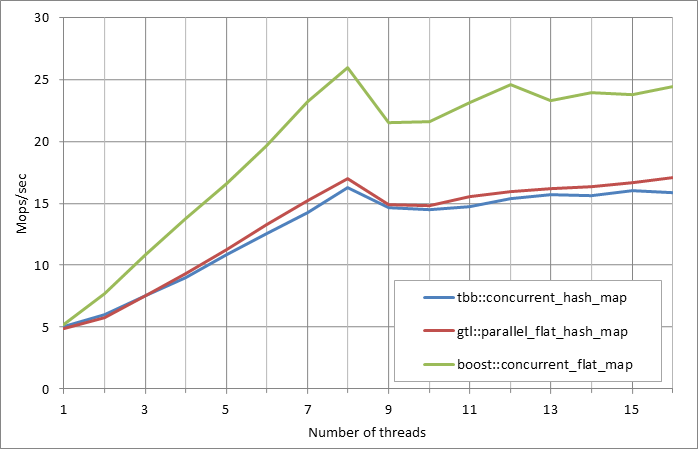 30
25
20
15
10
5
0
Mops/sec
tbb::concurrent_hash_map
gtl::parallel_flat_hash_map
boost::concurrent_flat_map
1 3 5 7 9 11 13 15
Number of threads